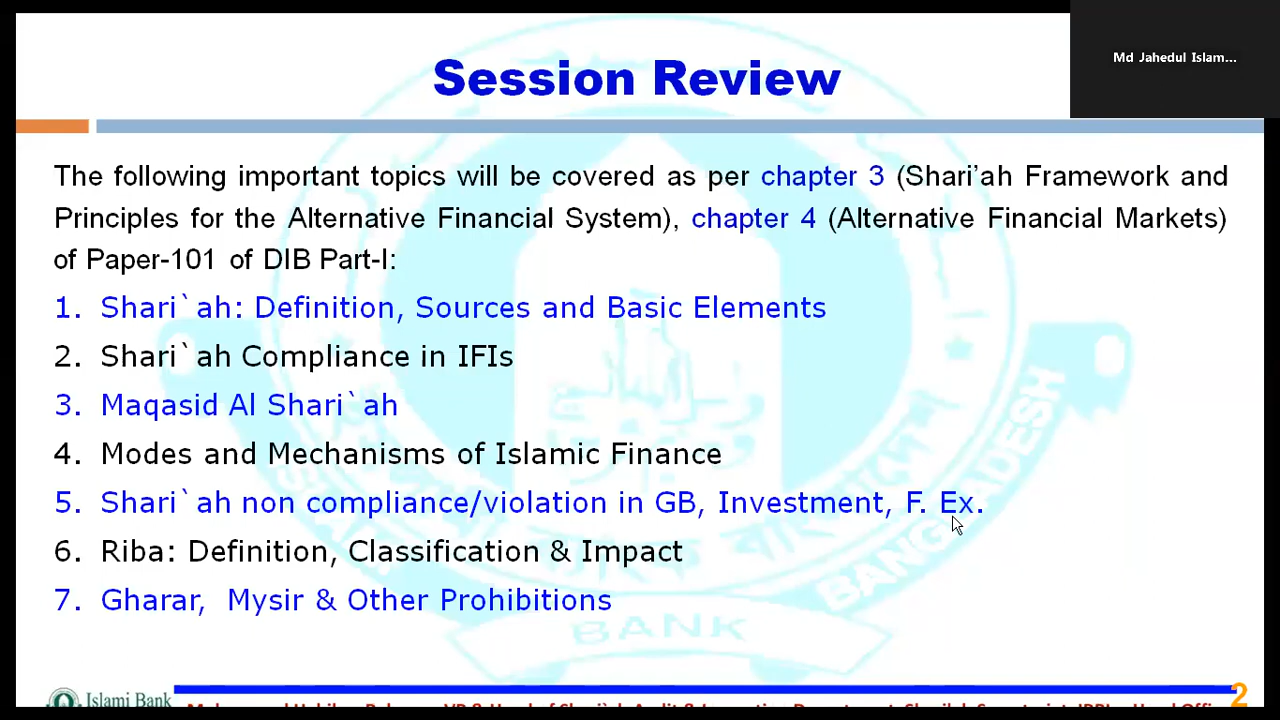 Session Review
Md Jahedul Islam...
The following important topics will be covered as per chapter 3 (Shari’ah Framework and
Principles for the Alternative Financial System), chapter 4 (Alternative Financial Markets)
of Paper-101 of DIB Part-I:
1. Shari`ah: Definition, Sources and Basic Elements
2. Shari`ah Compliance in IFIs
3. Maqasid Al Shari`ah
4. Modes and Mechanisms of Islamic Finance
5. Shari`ah non compliance/violation in GB, Investment, F. Ex.
6. Riba: Definition, Classification & Impact
7. Gharar, Mysir & Other Prohibitions
BANGLADESH
BANK
Islami Bank
2